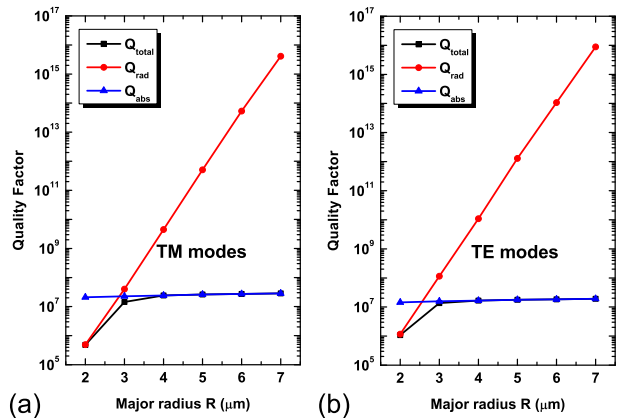 10^17
10^15
10^13
10^11
10^9
10^7
10^5
Quality Factor
Q_total
Q_rad
Q_abs
TM modes
2 3 4 5 6 7
Major radius R (μm)
(a)
10^17
10^15
10^13
10^11
10^9
10^7
10^5
Quality Factor
Q_total
Q_rad
Q_abs
TE modes
2 3 4 5 6 7
Major radius R (μm)
(b)